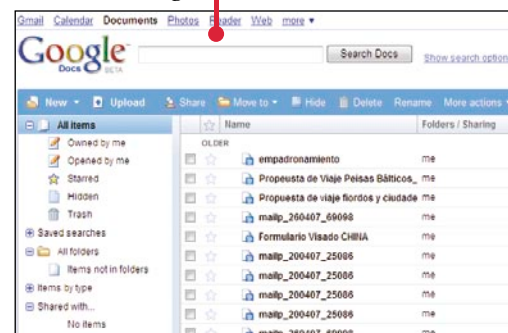 Gmail Calendar Documents Photos Reader Web more ▼
Google
Docs BETA
Search Docs
Show search option
New Upload Share Move to Hide Delete Rename More actions
All items
Name
Folders / Sharing
Owned by me
OLDER
Opened by me
empadronamiento
me
Starred
Propeusta de Viaje Peisas Bálticos_
me
Hidden
Propuesta de viaje fiordos y ciudade
me
Trash
mailp_260407_69098
me
Saved searches
Formulario Visado CHINA
me
All folders
mailp_200407_25086
me
Items not in folders
mailp_200407_25086
me
Items by type
mailp_200407_25086
me
Shared with...
mailp_200407_25086
me
No items
me